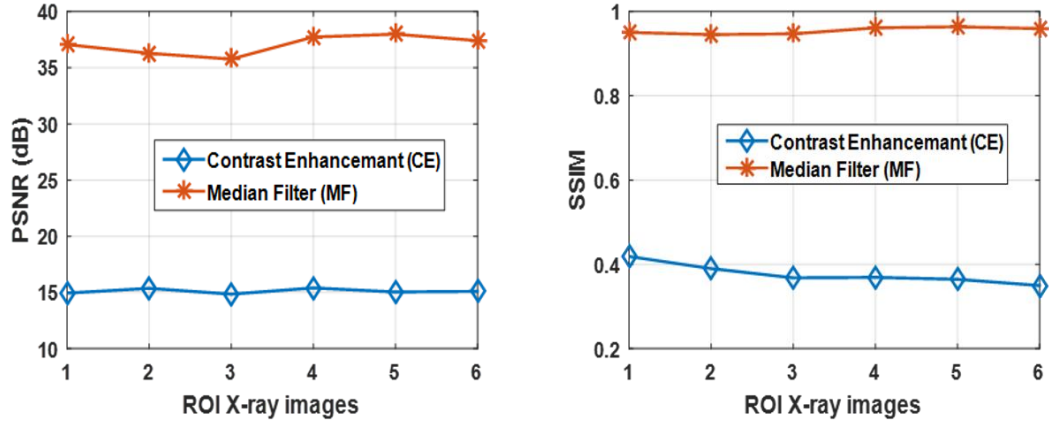 40
35
30
25
20
15
10
PSNR (dB)
Contrast Enhancemant (CE)
Median Filter (MF)
1 2 3 4 5 6
ROI X-ray images
1
0.8
0.6
0.4
0.2
SSIM
Contrast Enhancemant (CE)
Median Filter (MF)
1 2 3 4 5 6
ROI X-ray images